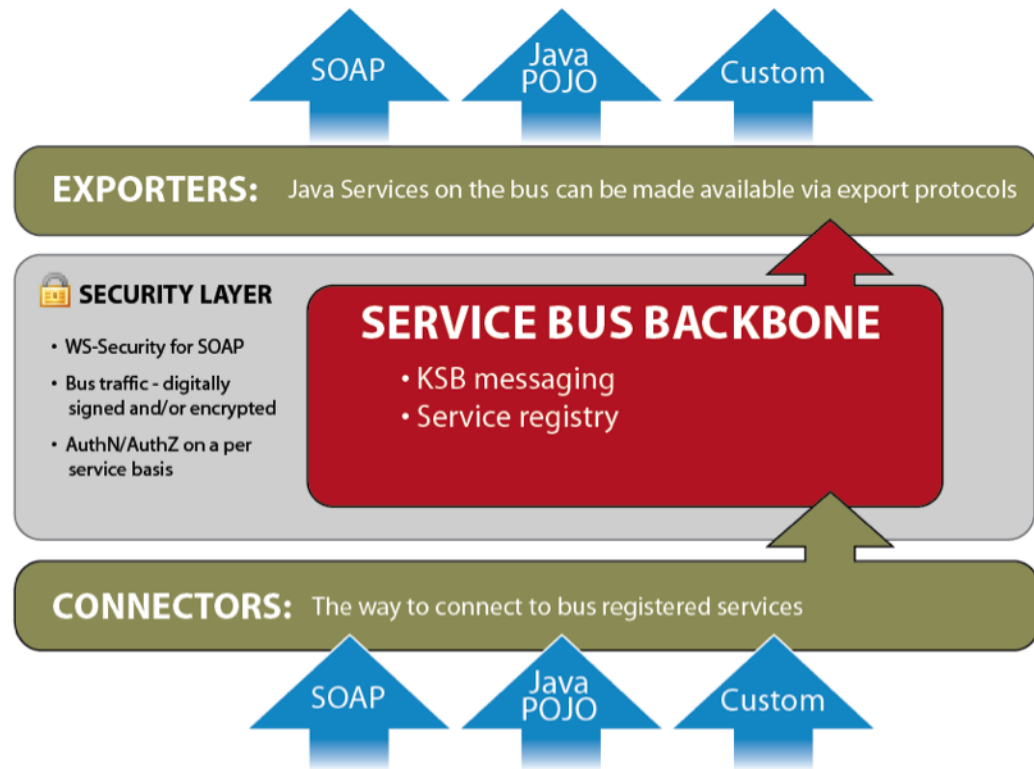 SOAP
Java
POJO
Custom
EXPORTERS: Java Services on the bus can be made available via export protocols
SECURITY LAYER
• WS-Security for SOAP
• Bus traffic - digitally
signed and/or encrypted
• AuthN/AuthZ on a per
service basis
SERVICE BUS BACKBONE
• KSB messaging
• Service registry
CONNECTORS: The way to connect to bus registered services
SOAP
Java
POJO
Custom